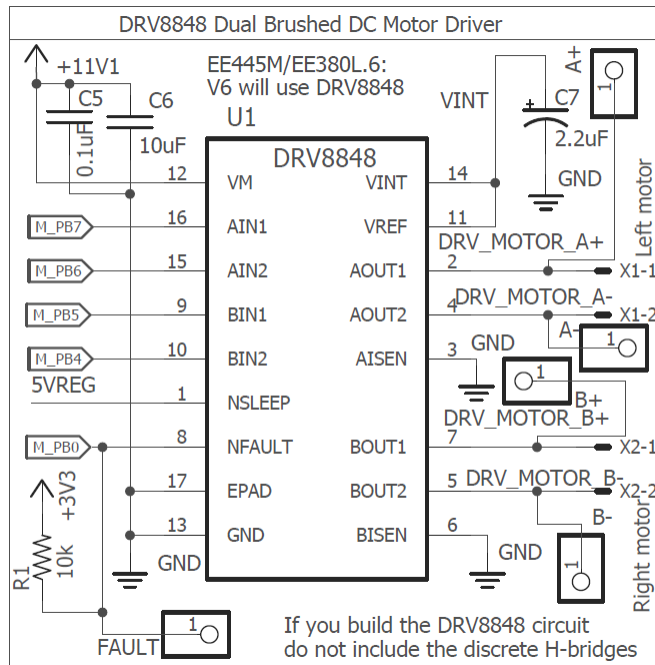 DRV8848 Dual Brushed DC Motor Driver
+11V1
C5
0.1uF
C6
10uF
EE445M/EE380L.6:
V6 will use DRV8848
U1
DRV8848
VINT
C7
2.2uF
GND
A+
1
Left motor
12 VM VINT 14
M_PB7 16 AIN1 VREF 11
DRV_MOTOR_A+
M_PB6 15 AIN2 AOUT1 2 X1-1
DRV_MOTOR_A-
M_PB5 9 BIN1 AOUT2 4 X1-2
A-
1
M_PB4 10 BIN2 AISEN 3 GND
5VREG 1 NSLEEP
1
B+
DRV_MOTOR_B+
M_PB0 8 NFAULT BOUT1 7 X2-1
DRV_MOTOR_B-
17 EPAD BOUT2 5 X2-2
B-
1
Right motor
13 GND BISEN 6
GND
GND
+3V3
R1
10k
FAULT
1
If you build the DRV8848 circuit
do not include the discrete H-bridges